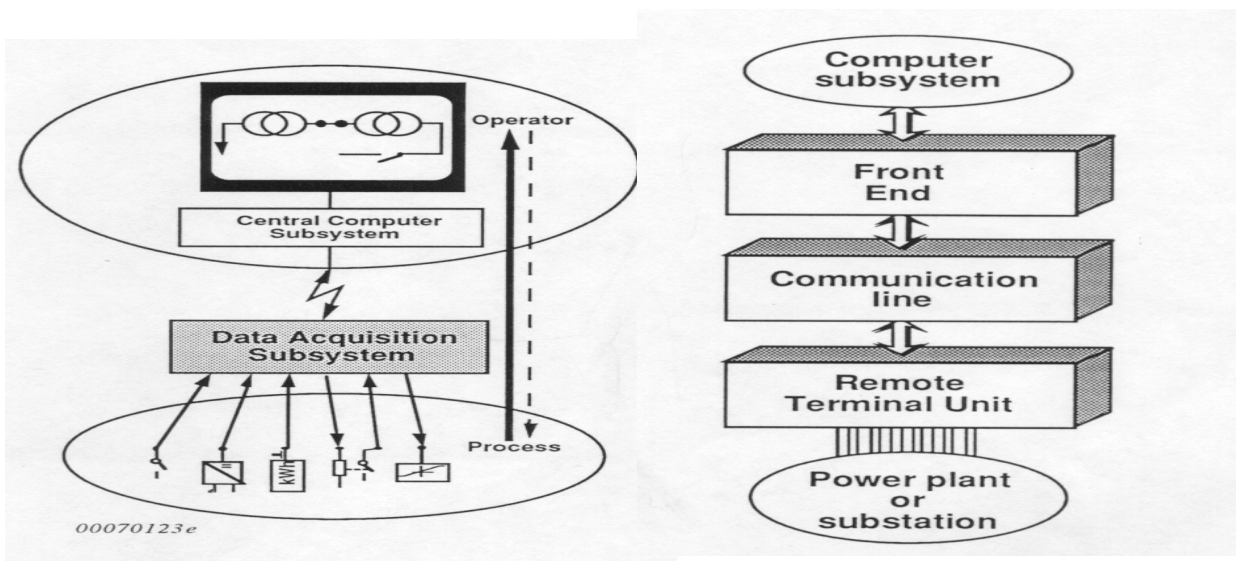 Operator
Central Computer
Subsystem
Data Acquisition
Subsystem
kWh
Process
00070123e
Computer
subsystem
Front
End
Communication
line
Remote
Terminal Unit
Power plant
or
substation